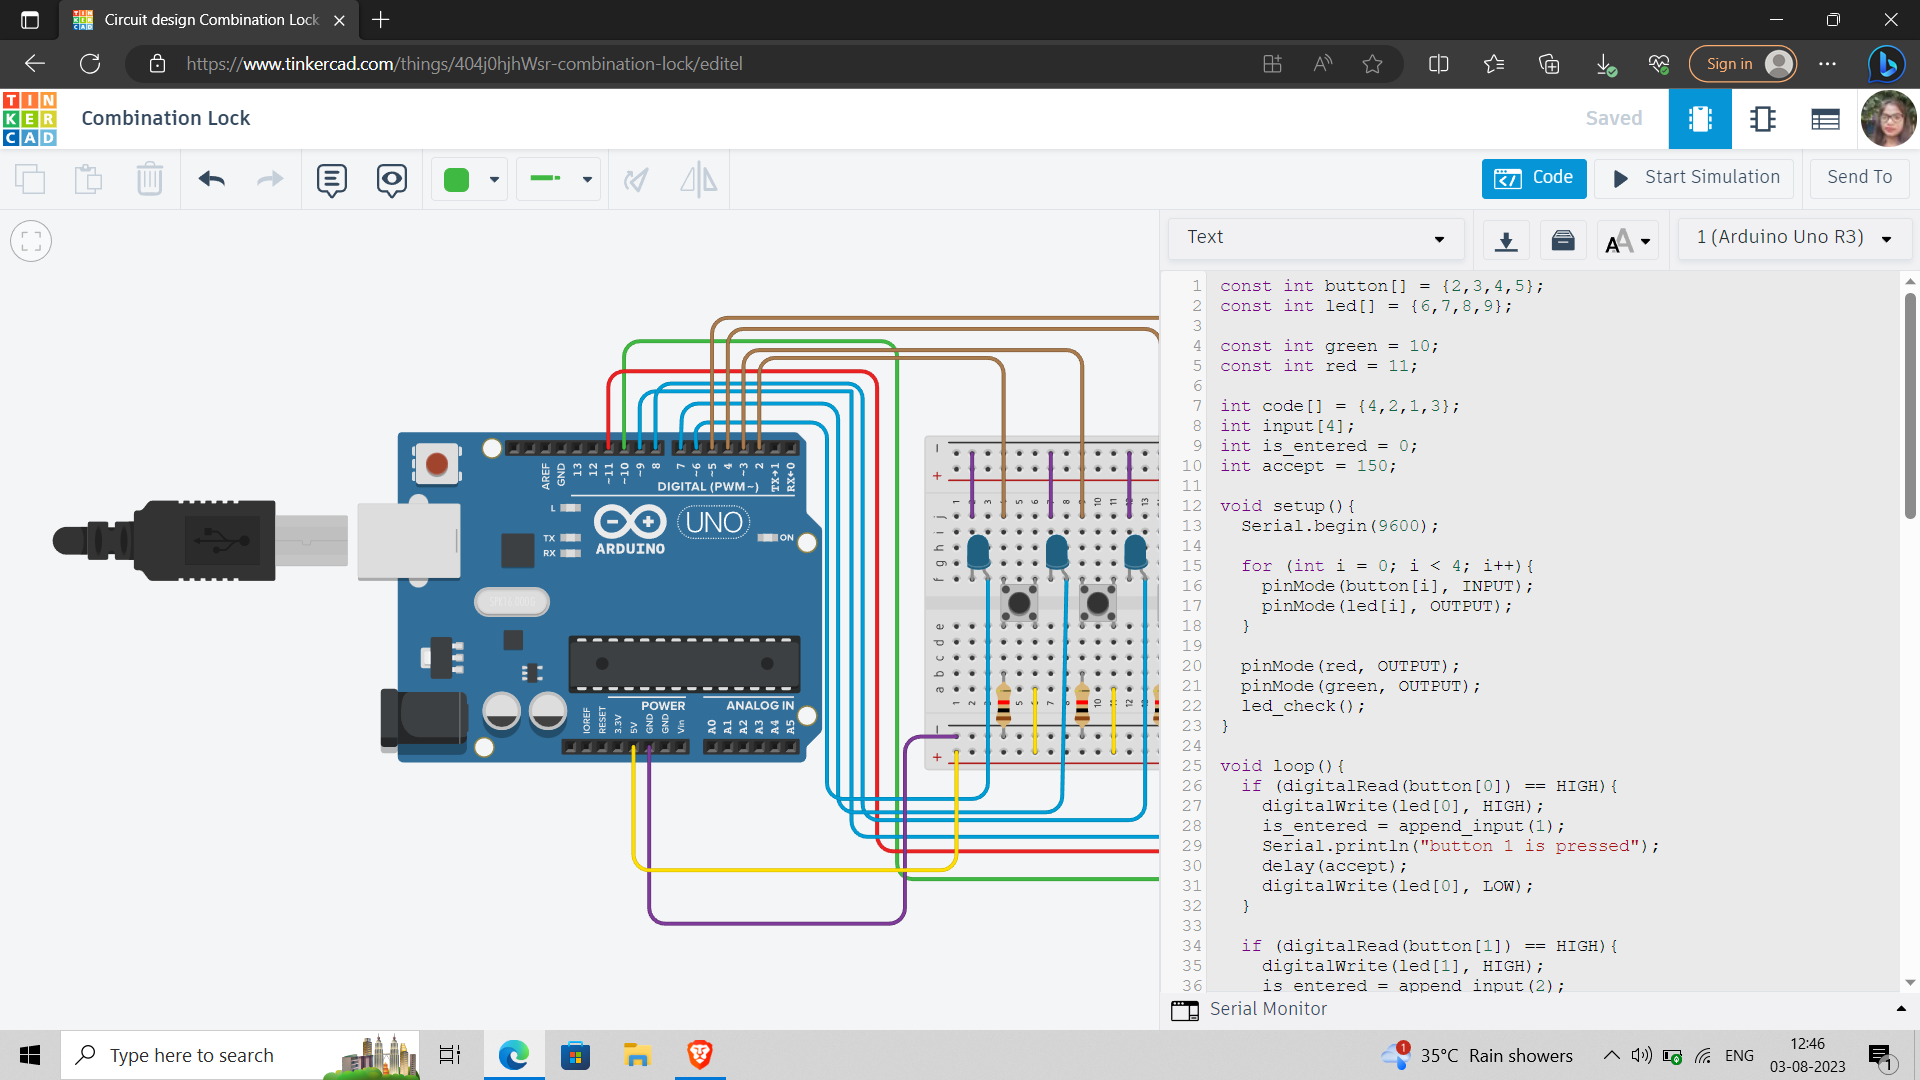 Circuit design Combination Lock
https://www.tinkercad.com/things/404j0hjhWsr-combination-lock/editel
Sign in
TIN
KER
CAD
Combination Lock
Saved
Code
Start Simulation
Send To
Text
1 (Arduino Uno R3)
1 const int button[] = {2,3,4,5};
2 const int led[] = {6,7,8,9};
3
4 const int green = 10;
5 const int red = 11;
6
7 int code[] = {4,2,1,3};
8 int input[4];
9 int is_entered = 0;
10 int accept = 150;
11
12 void setup(){
13 Serial.begin(9600);
14
15 for (int i = 0; i < 4; i++){
16 pinMode(button[i], INPUT);
17 pinMode(led[i], OUTPUT);
18 }
19
20 pinMode(red, OUTPUT);
21 pinMode(green, OUTPUT);
22 led_check();
23 }
24
25 void loop(){
26 if (digitalRead(button[0]) == HIGH){
27 digitalWrite(led[0], HIGH);
28 is_entered = append_input(1);
29 Serial.println("button 1 is pressed");
30 delay(accept);
31 digitalWrite(led[0], LOW);
32 }
33
34 if (digitalRead(button[1]) == HIGH){
35 digitalWrite(led[1], HIGH);
36 is_entered = append_input(2);
Serial Monitor
AREF
GND
13
12
~11
~10
~9
8
7
~6
~5
4
~3
2
TX→1
RX←0
DIGITAL (PWM~)
L
TX
RX
ARDUINO
UNO
ON
POWER
ANALOG IN
IOREF
RESET
3.3V
5V
GND
GND
Vin
A0
A1
A2
A3
A4
A5
Type here to search
35°C Rain showers
ENG
12:46
03-08-2023
1